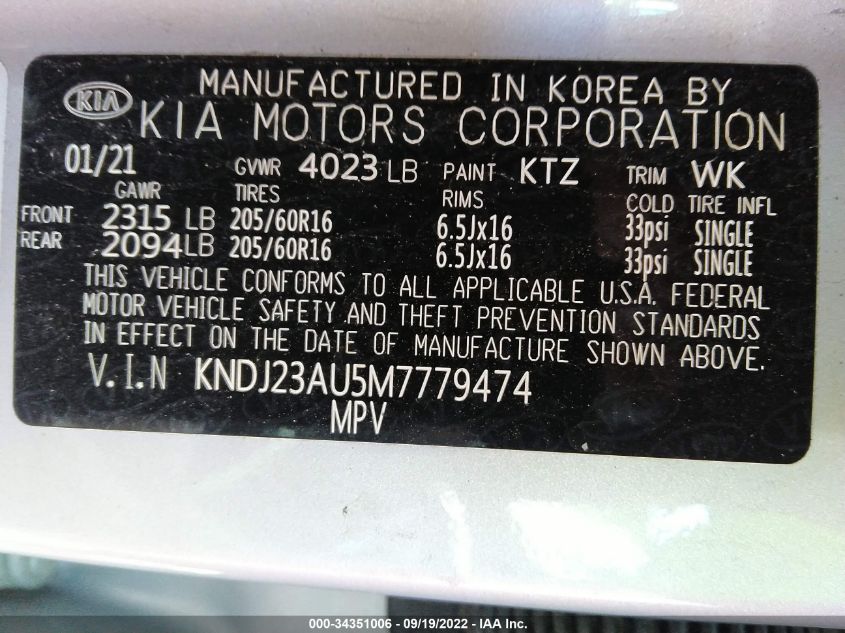 MANUFACTURED IN KOREA BY
KIA KIA MOTORS CORPORATION
01/21 GVWR 4023 LB PAINT KTZ TRIM WK
GAWR TIRES RIMS COLD TIRE INFL
FRONT 2315 LB 205/60R16 6.5Jx16 33psi SINGLE
REAR 2094LB 205/60R16 6.5Jx16 33psi SINGLE
THIS VEHICLE CONFORMS TO ALL APPLICABLE U.S.A. FEDERAL
MOTOR VEHICLE SAFETY AND THEFT PREVENTION STANDARDS
IN EFFECT ON THE DATE OF MANUFACTURE SHOWN ABOVE.
V.I.N KNDJ23AU5M7779474
MPV
000-34351006 / 09/19/2022 - IAA Inc.